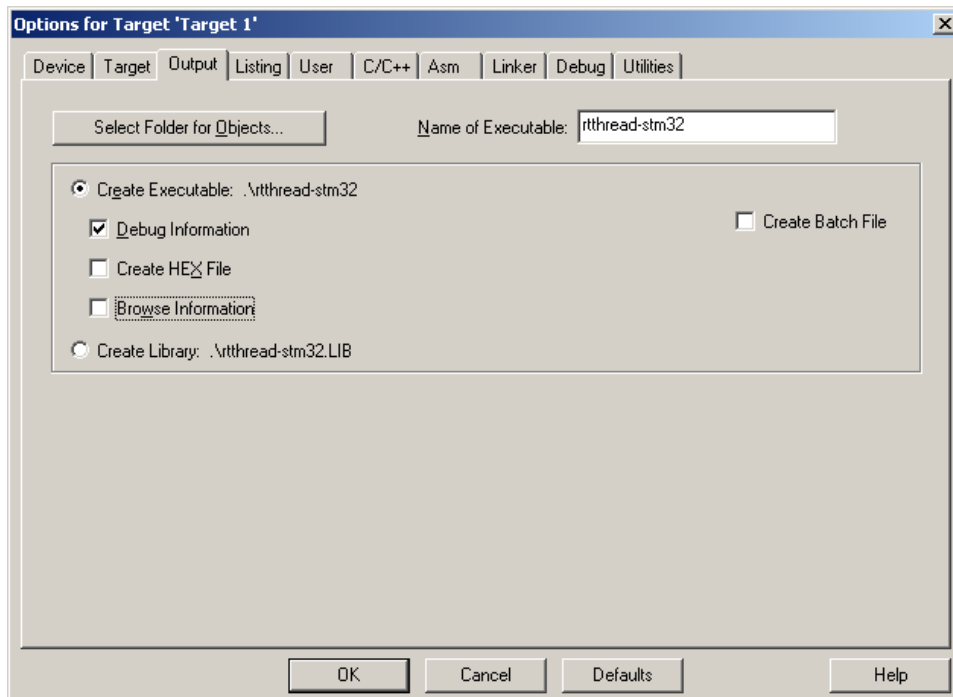 Options for Target 'Target 1'
Device Target Output Listing User C/C++ Asm Linker Debug Utilities
Select Folder for Objects... Name of Executable: rtthread-stm32
Create Executable: .\rtthread-stm32
Debug Information Create Batch File
Create HEX File
Browse Information
Create Library: .\rtthread-stm32.LIB
OK Cancel Defaults Help